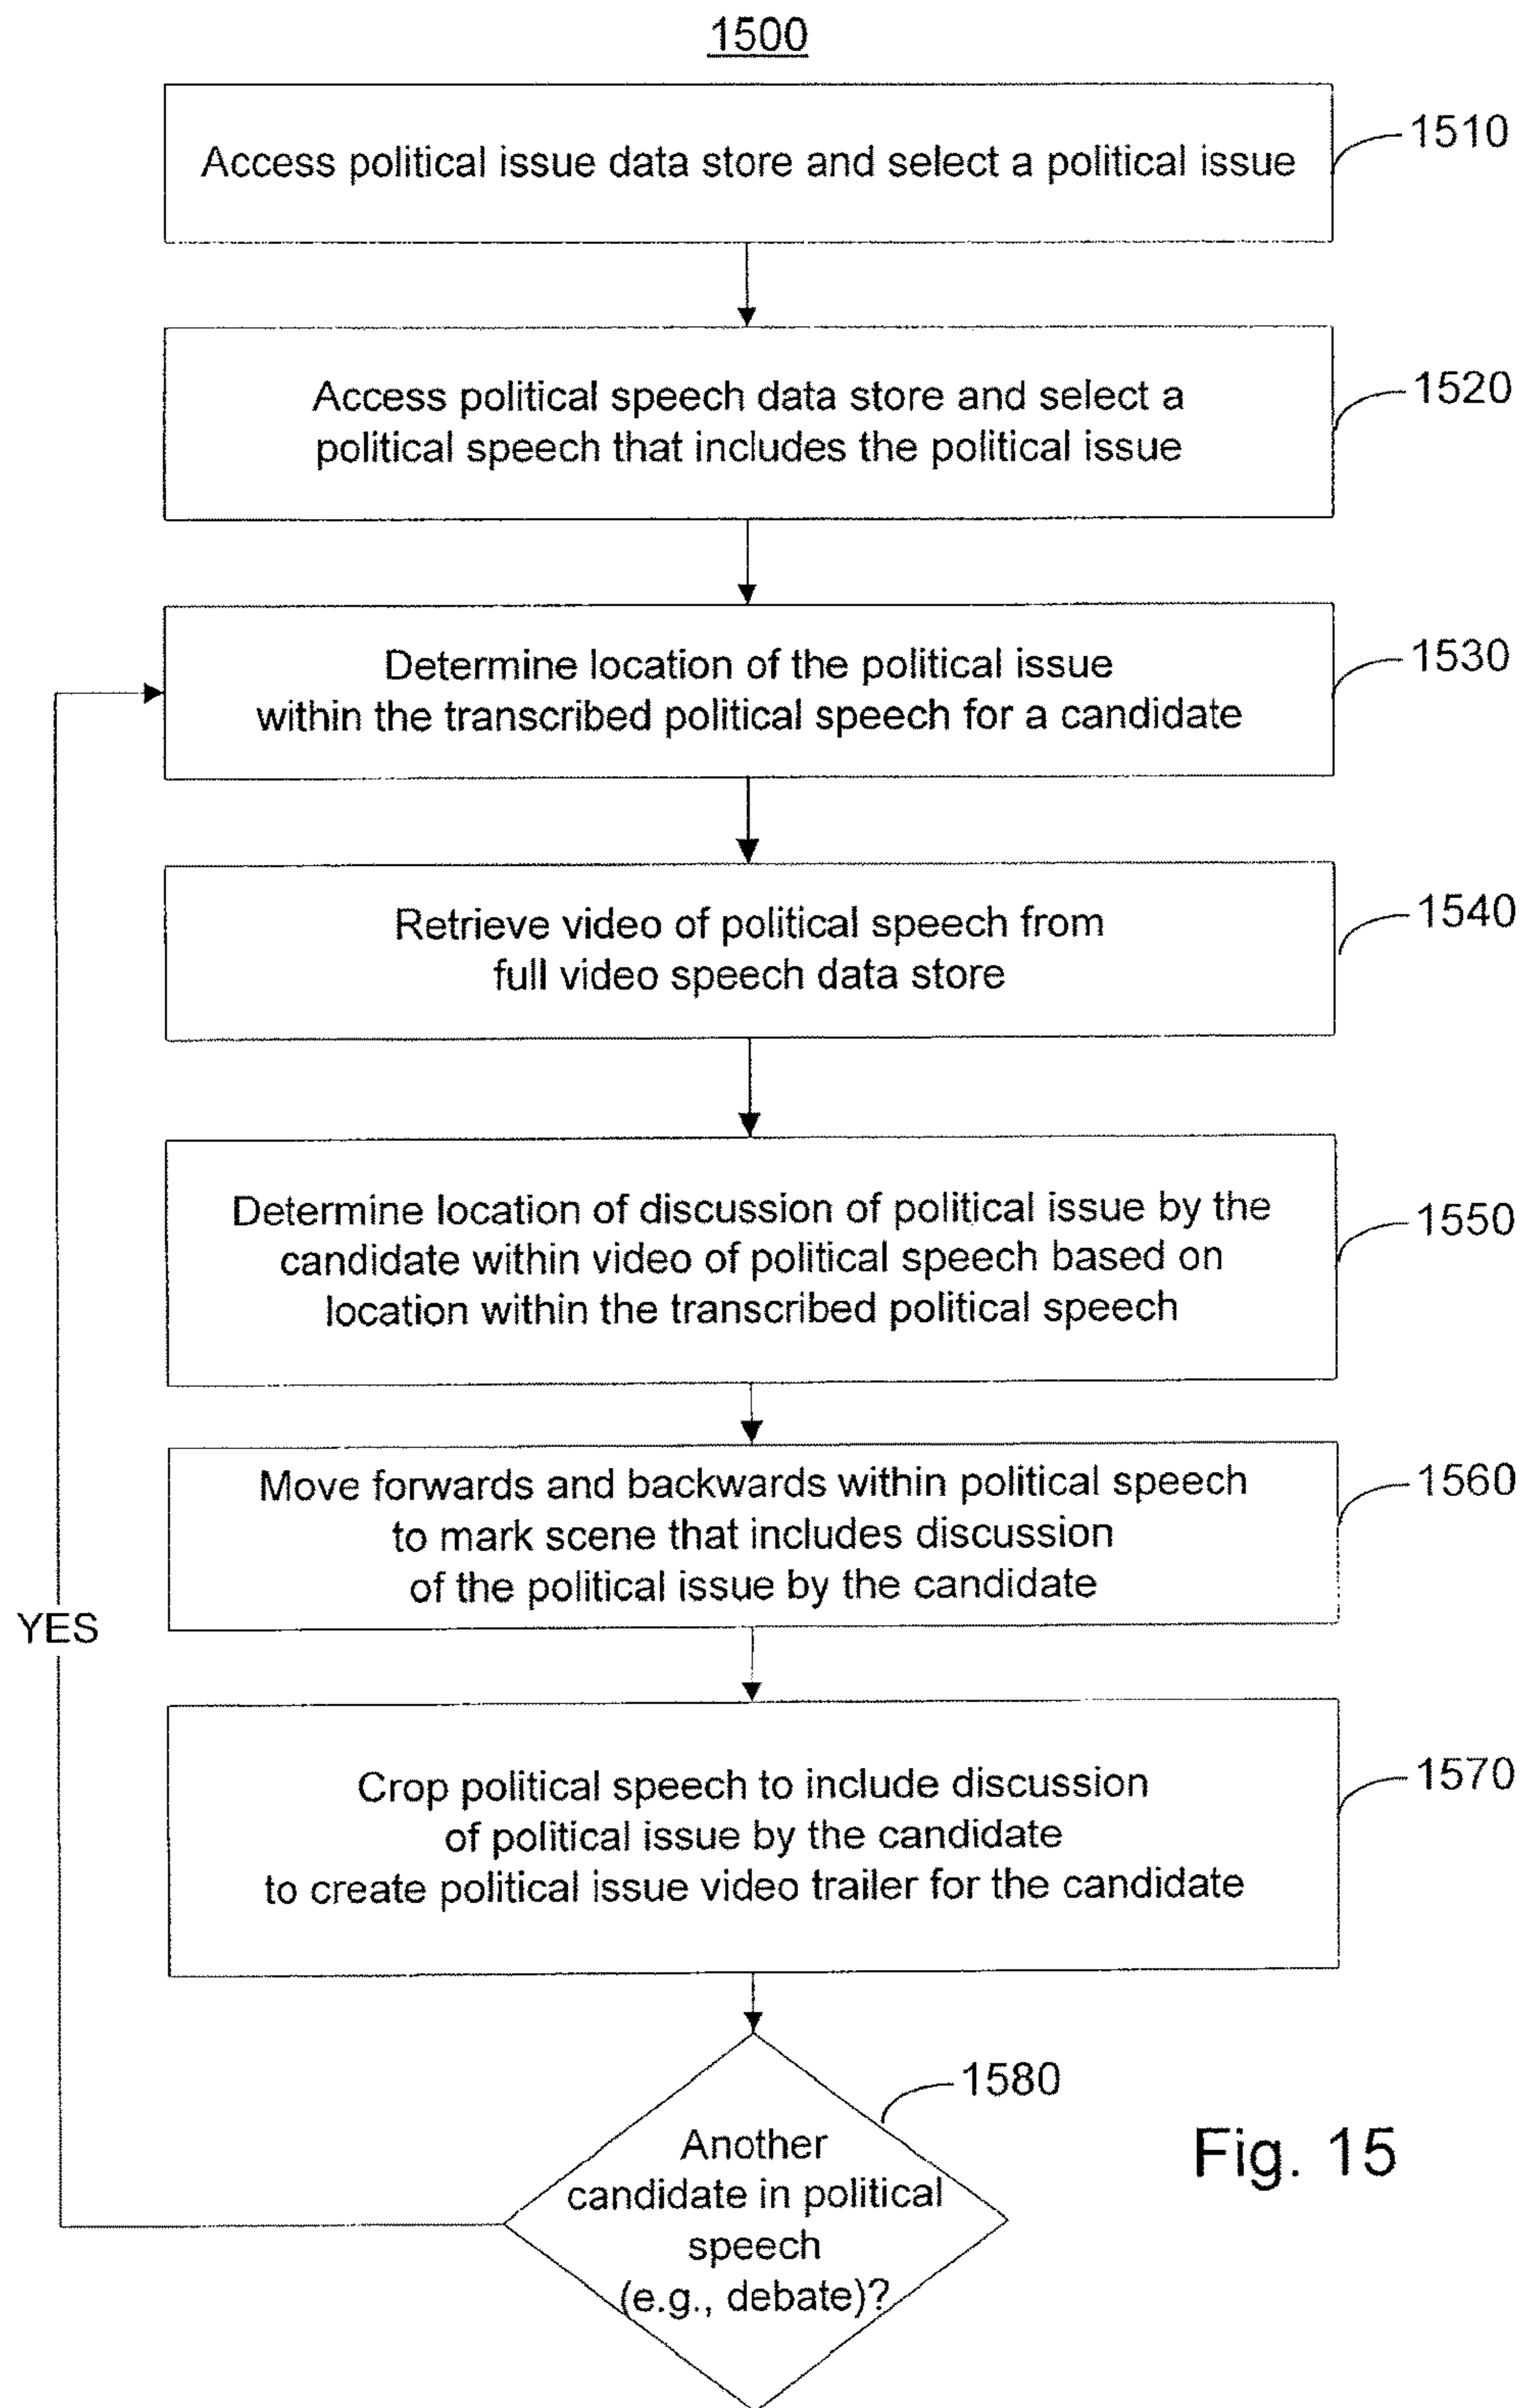 1500
Access political issue data store and select a political issue
1510
Access political speech data store and select a
political speech that includes the political issue
1520
Determine location of the political issue
within the transcribed political speech for a candidate
1530
Retrieve video of political speech from
full video speech data store
1540
Determine location of discussion of political issue by the
candidate within video of political speech based on
location within the transcribed political speech
1550
Move forwards and backwards within political speech
to mark scene that includes discussion
of the political issue by the candidate
1560
YES
Crop political speech to include discussion
of political issue by the candidate
to create political issue video trailer for the candidate
1570
1580
Another
candidate in political
speech
(e.g., debate)?
Fig. 15